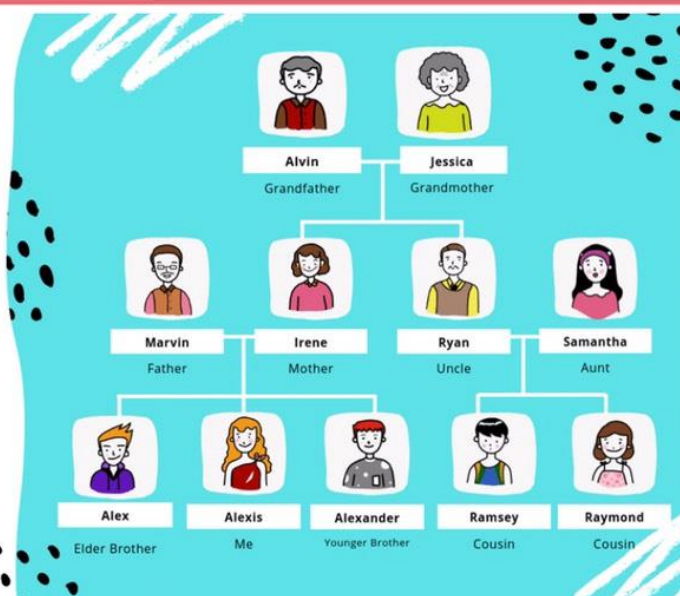 Alvin
Jessica
Grandfather
Grandmother
Marvin
Irene
Ryan
Samantha
Father
Mother
Uncle
Aunt
Alex
Alexis
Alexander
Ramsey
Raymond
Elder Brother
Me
Younger Brother
Cousin
Cousin